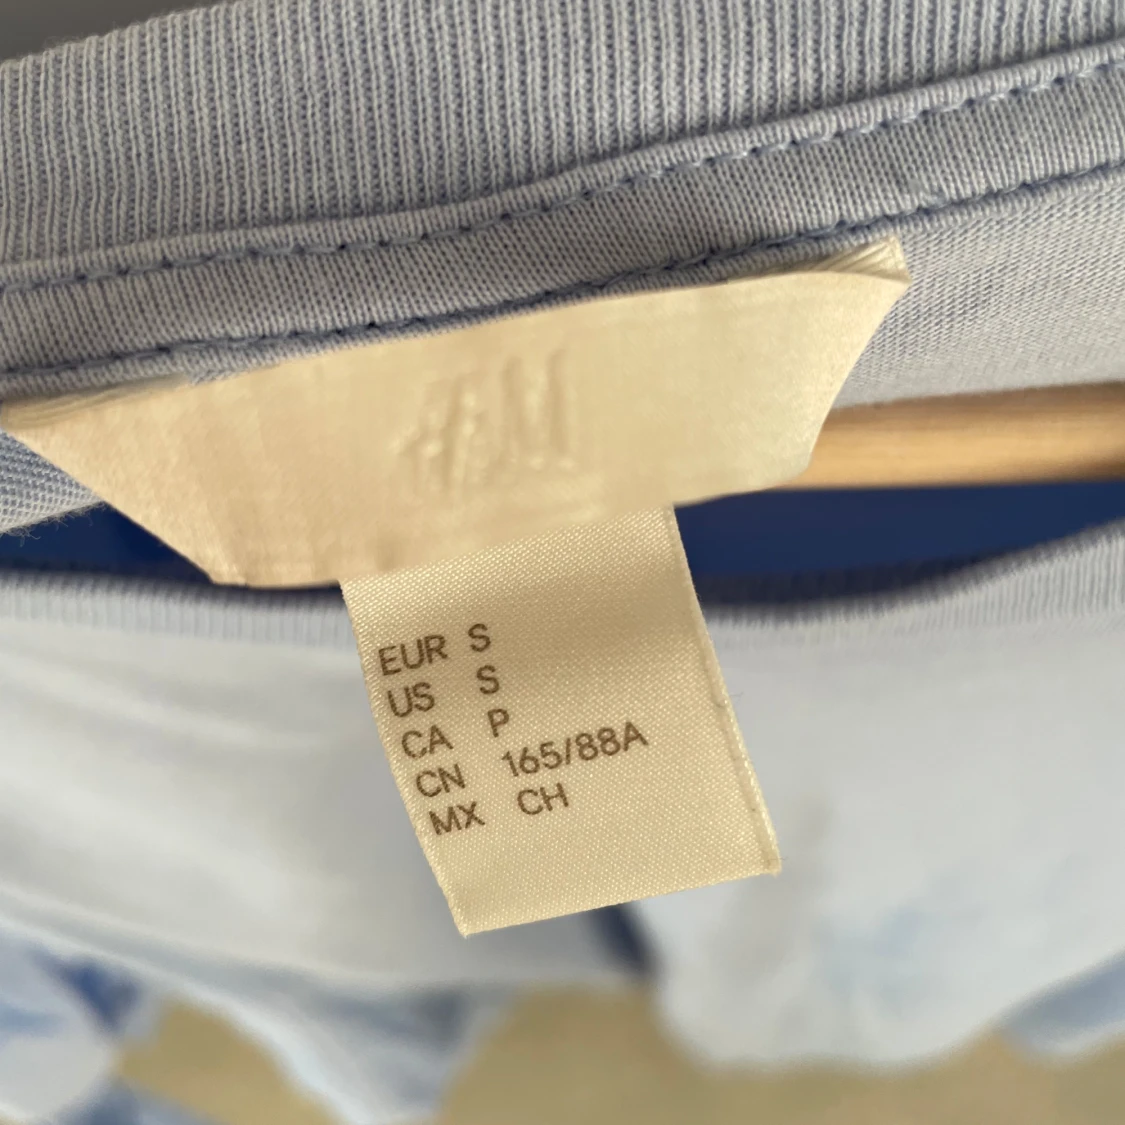 H&M
EUR S
US S
CA P
CN 165/88A
MX CH